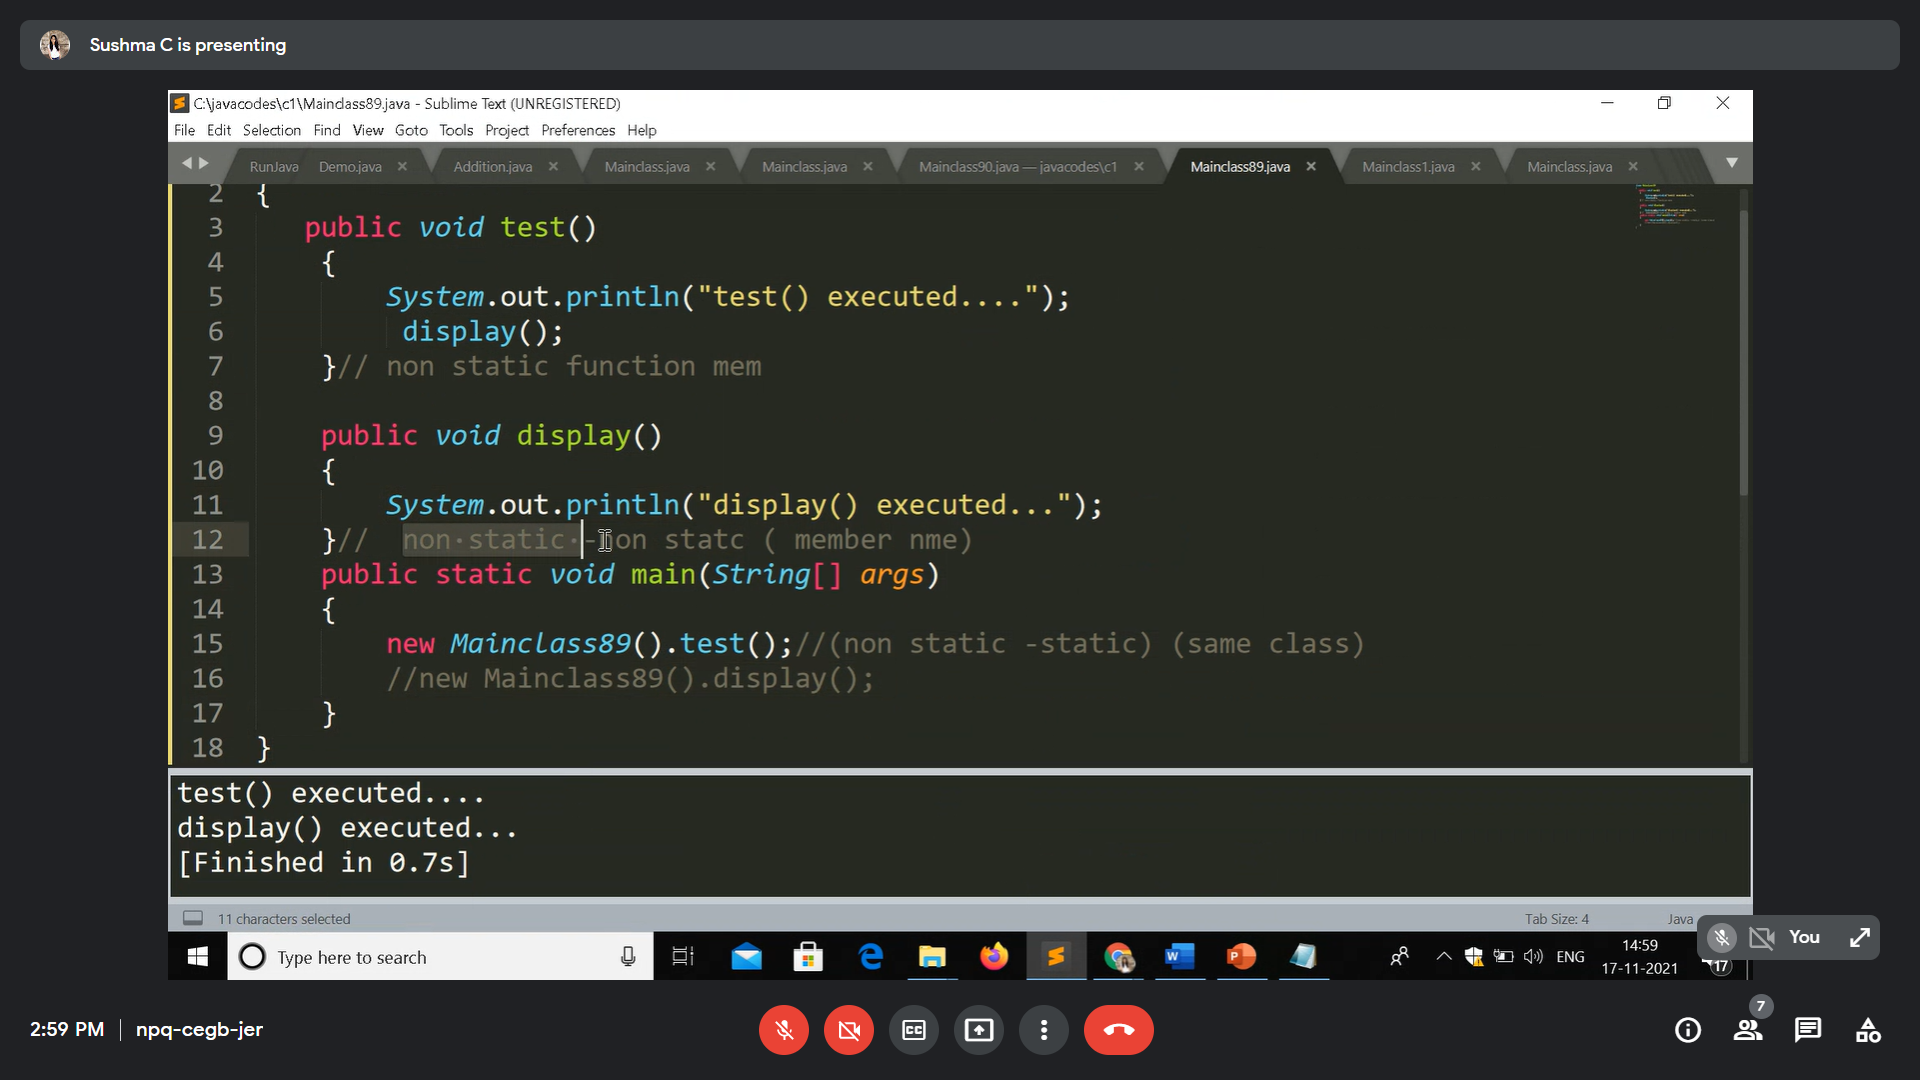 Sushma C is presenting
C:\javacodes\c1\Mainclass89.java - Sublime Text (UNREGISTERED)
File Edit Selection Find View Goto Tools Project Preferences Help
RunJava Demo.java Addition.java Mainclass.java Mainclass.java Mainclass90.java — javacodes\c1 Mainclass89.java Mainclass1.java Mainclass.java
2 {
3 public void test()
4 {
5 System.out.println("test() executed....");
6 display();
7 }// non static function mem
8
9 public void display()
10 {
11 System.out.println("display() executed...");
12 }// non static -non statc ( member nme)
13 public static void main(String[] args)
14 {
15 new Mainclass89().test();//(non static -static) (same class)
16 //new Mainclass89().display();
17 }
18 }
test() executed....
display() executed...
[Finished in 0.7s]
11 characters selected Tab Size: 4 Java
You
Type here to search
ENG
14:59
17-11-2021
17
2:59 PM npq-cegb-jer
CC
7